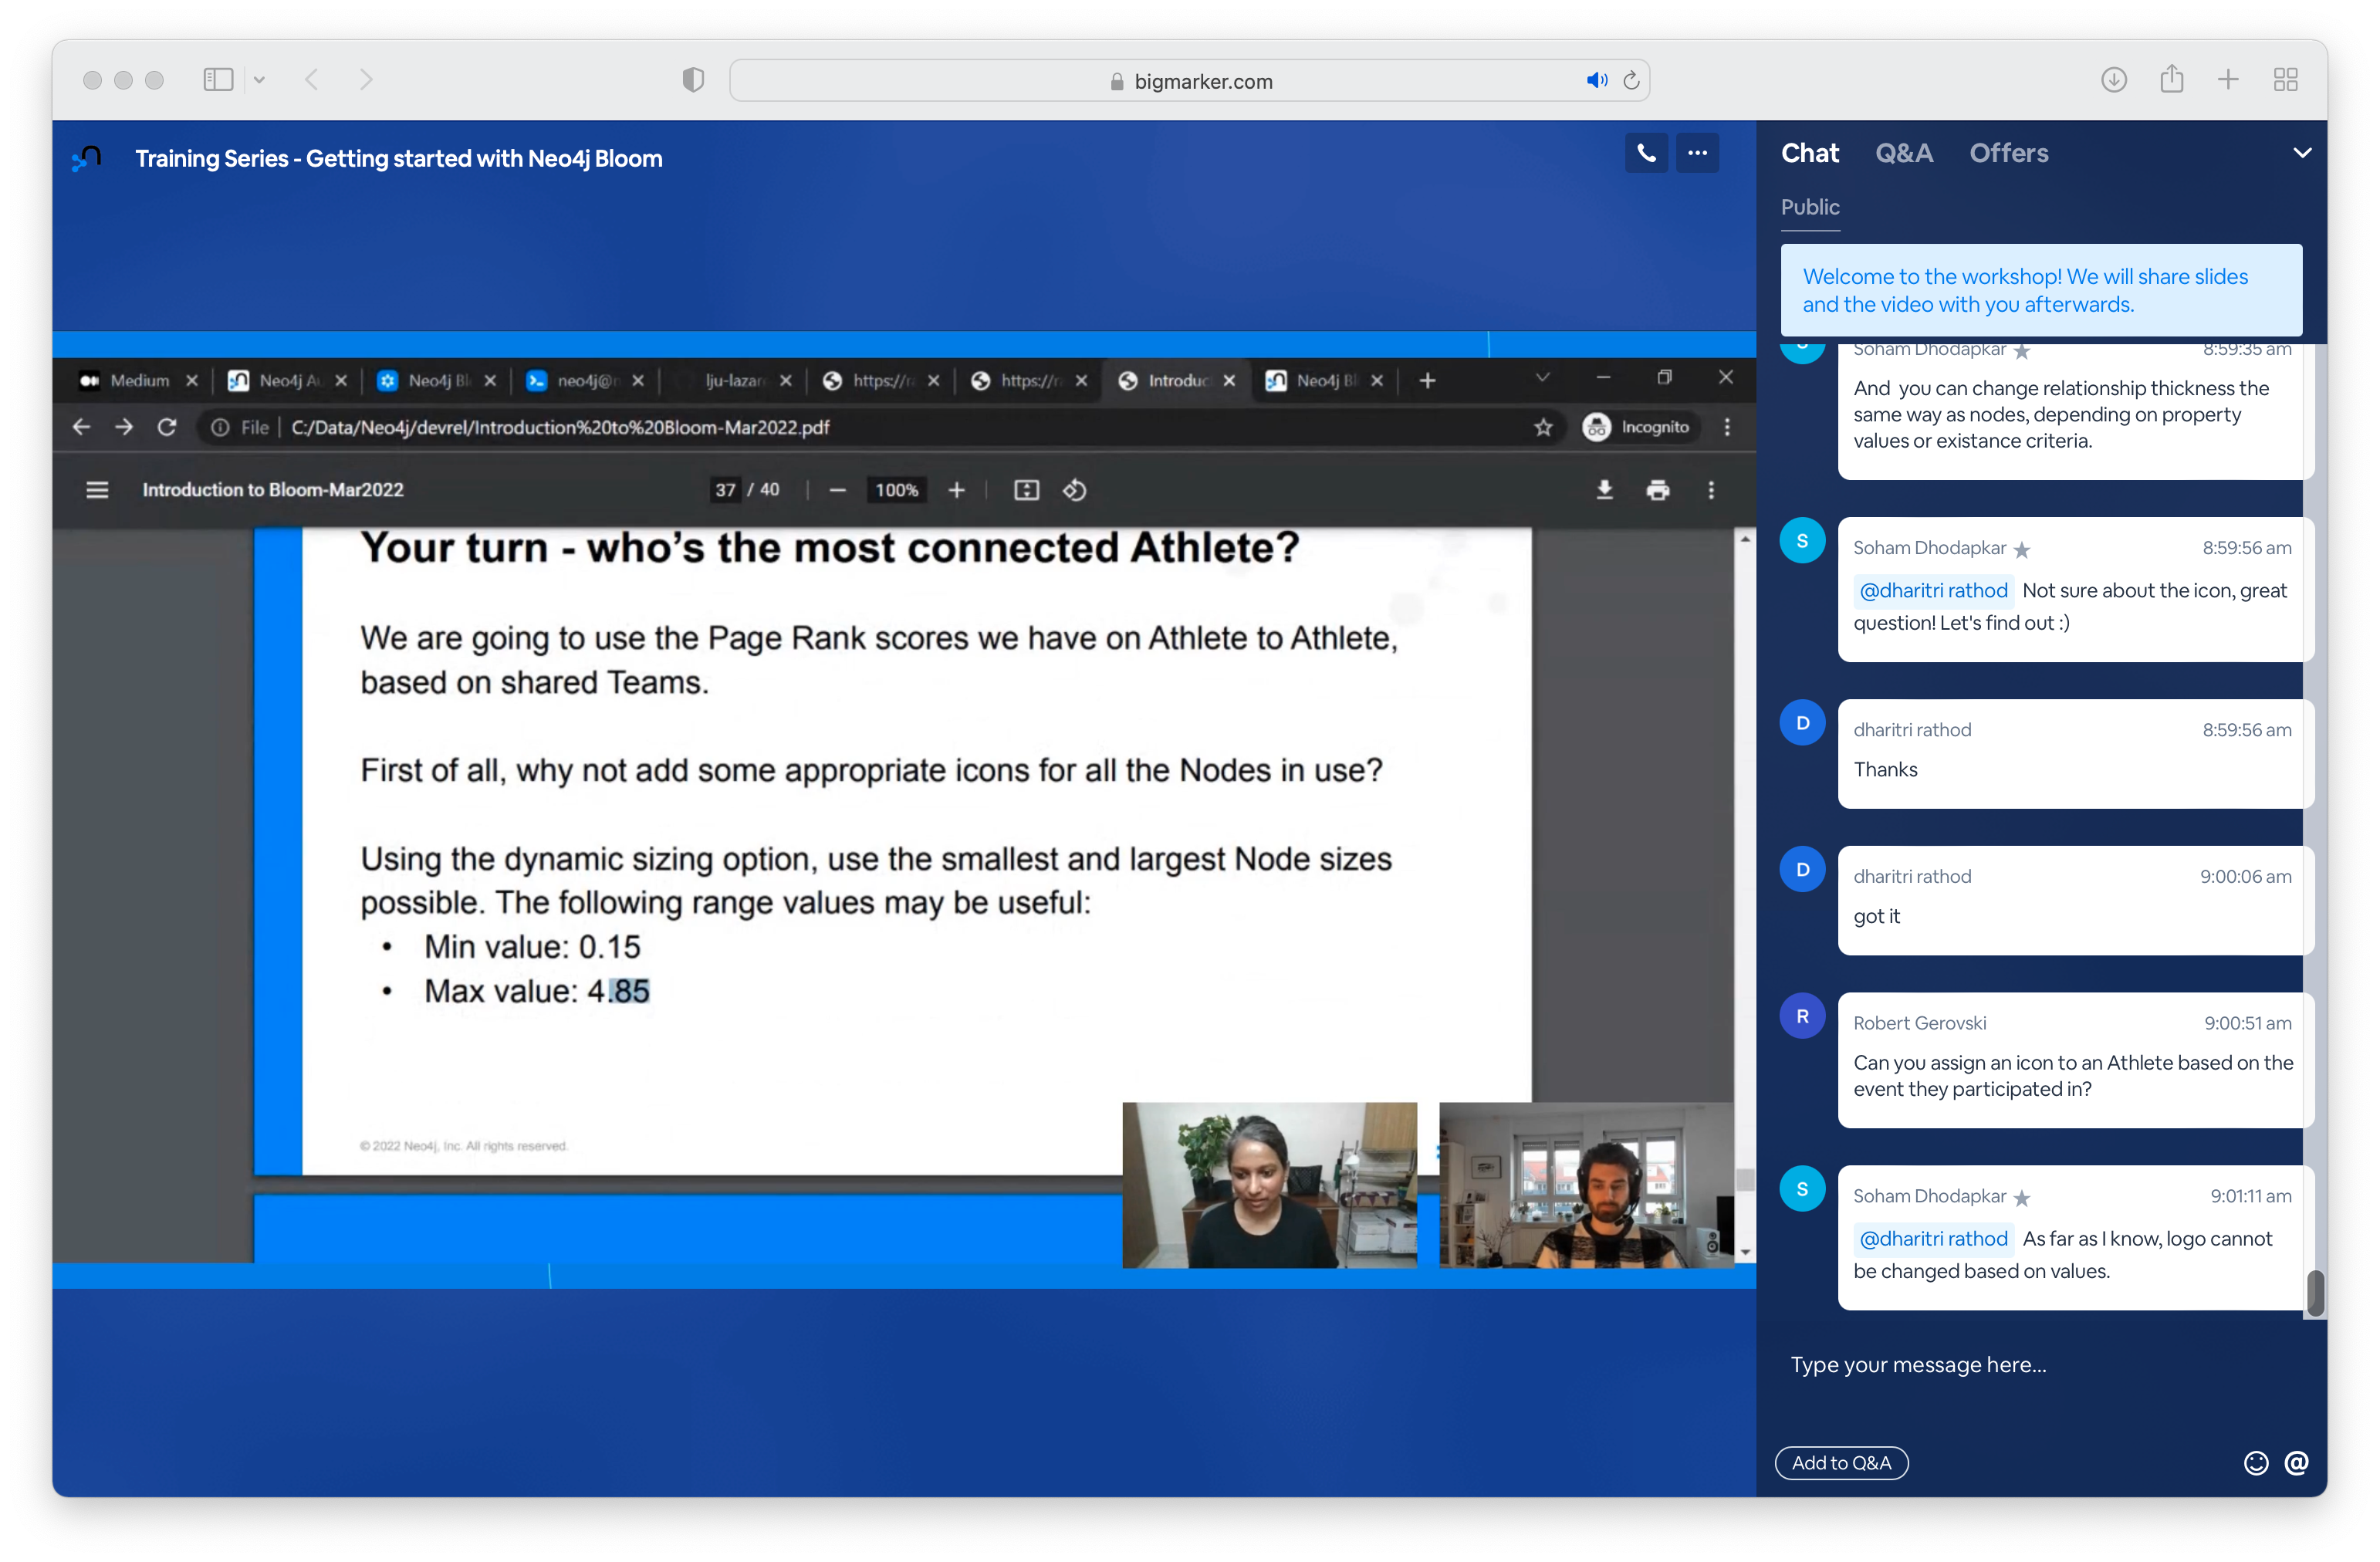 bigmarker.com
Training Series - Getting started with Neo4j Bloom
Medium
Neo4j Au
Neo4j Bl
neo4j@n
lju-lazar
https://r
https://r
Introduc
Neo4j Bl
File | C:/Data/Neo4j/devrel/Introduction%20to%20Bloom-Mar2022.pdf
Incognito
Introduction to Bloom-Mar2022
37 / 40
100%
Your turn - who's the most connected Athlete?
We are going to use the Page Rank scores we have on Athlete to Athlete,
based on shared Teams.
First of all, why not add some appropriate icons for all the Nodes in use?
Using the dynamic sizing option, use the smallest and largest Node sizes
possible. The following range values may be useful:
• Min value: 0.15
• Max value: 4.85
© 2022 Neo4j, Inc. All rights reserved.
Chat
Q&A
Offers
Public
Welcome to the workshop! We will share slides
and the video with you afterwards.
Soham Dhodapkar 8:59:35 am
And you can change relationship thickness the
same way as nodes, depending on property
values or existance criteria.
S
Soham Dhodapkar 8:59:56 am
@dharitri rathod Not sure about the icon, great
question! Let's find out :)
D
dharitri rathod 8:59:56 am
Thanks
D
dharitri rathod 9:00:06 am
got it
R
Robert Gerovski 9:00:51 am
Can you assign an icon to an Athlete based on the
event they participated in?
S
Soham Dhodapkar 9:01:11 am
@dharitri rathod As far as I know, logo cannot
be changed based on values.
Type your message here...
Add to Q&A
@